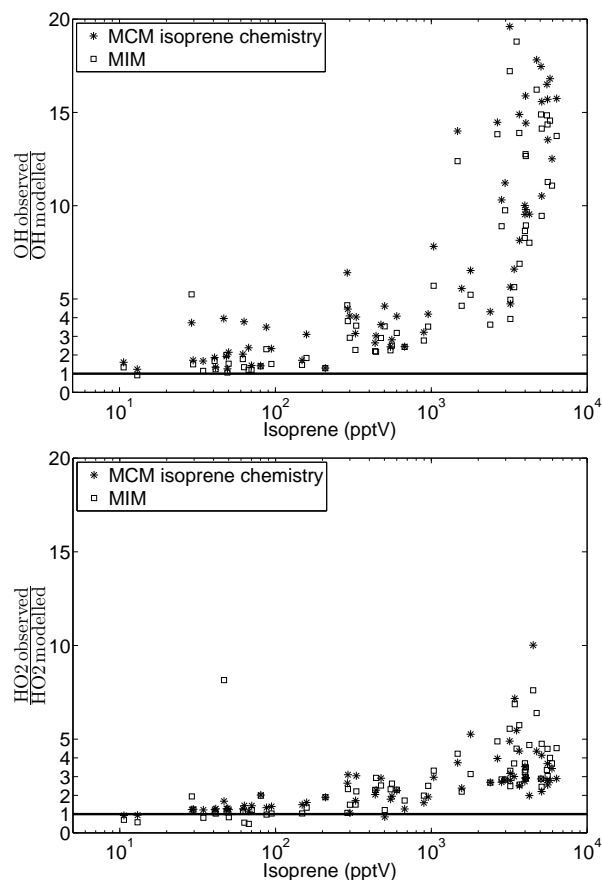 20
15
10
5
4
3
2
1
0
OH observed
OH modelled
MCM isoprene chemistry
MIM
10^1
10^2
10^3
10^4
Isoprene (pptV)
20
15
10
5
4
3
2
1
0
HO2 observed
HO2 modelled
MCM isoprene chemistry
MIM
10^1
10^2
10^3
10^4
Isoprene (pptV)